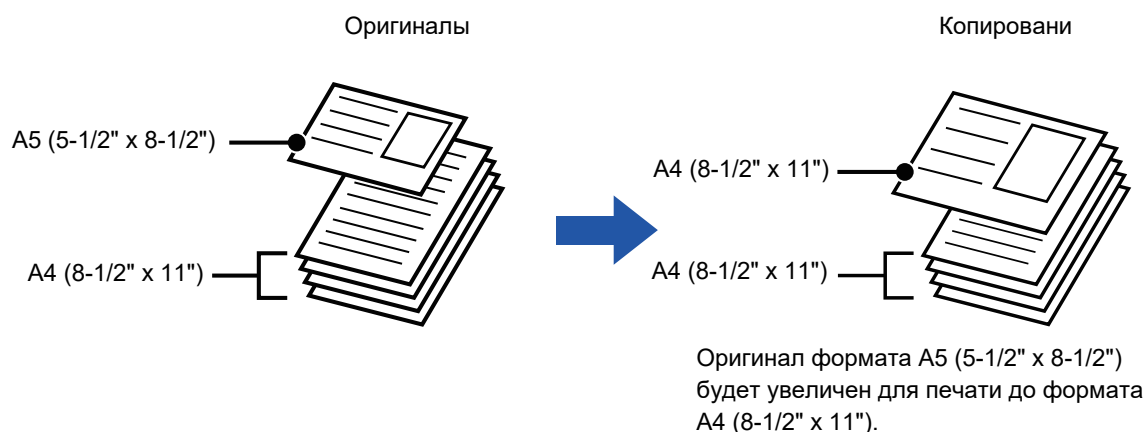 Оригиналы
Копировани
A5 (5-1/2" x 8-1/2")
A4 (8-1/2" x 11")
A4 (8-1/2" x 11")
A4 (8-1/2" x 11")
Оригинал формата A5 (5-1/2" x 8-1/2")
будет увеличен для печати до формата
A4 (8-1/2" x 11").